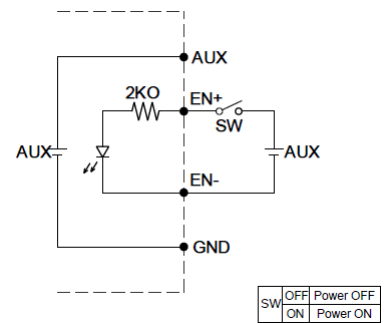 AUX
2KO
EN+
SW
AUX
AUX
EN-
GND
SW OFF Power OFF
ON Power ON